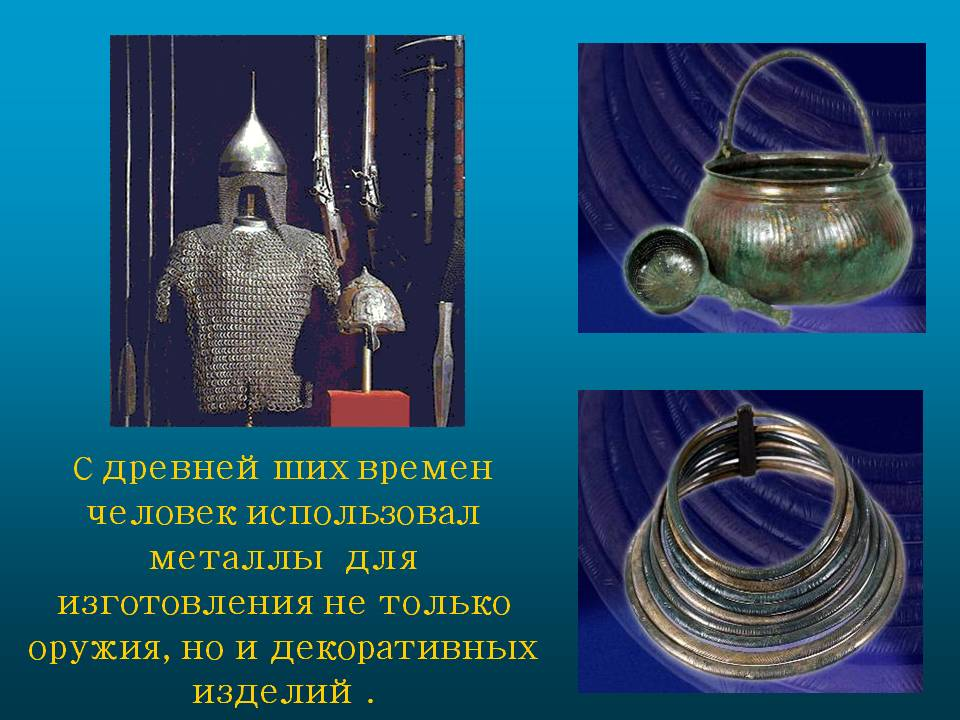 С древней ших времен
человек использовал
металлы для
изготовления не только
оружия, но и декоративных
изделий .